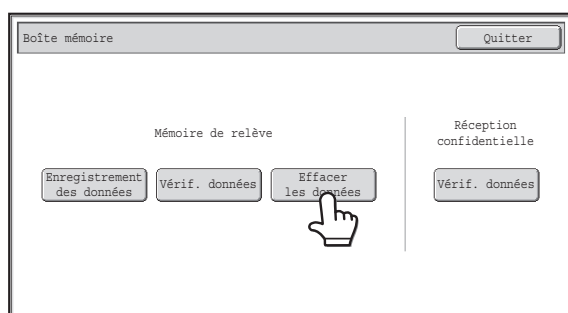 Boîte mémoire
Quitter
Mémoire de relève
Réception
confidentielle
Enregistrement
des données
Vérif. données
Effacer
les données
Vérif. données